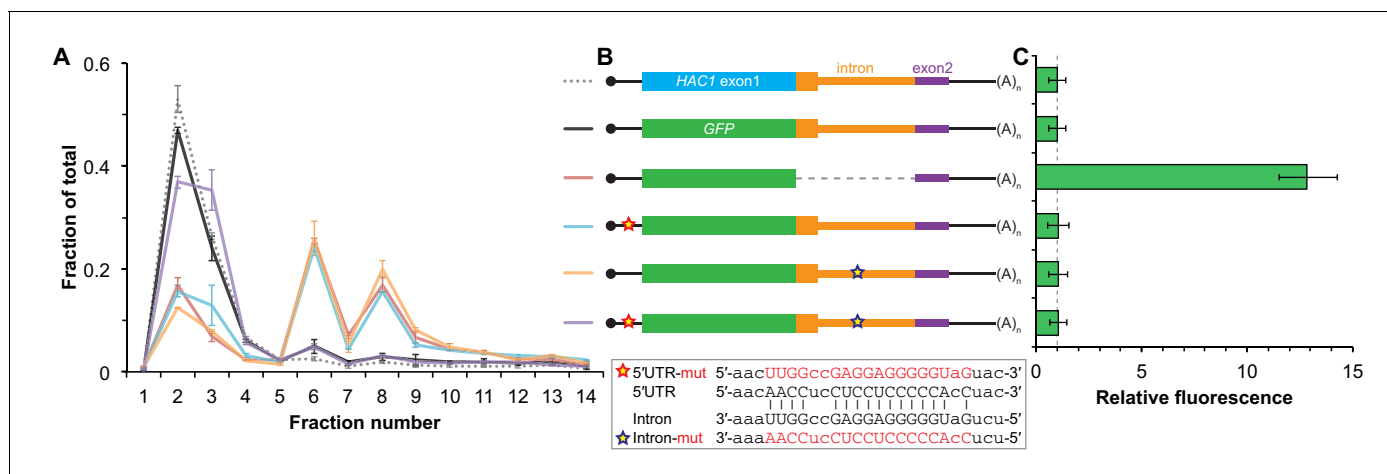 A
Fraction of total
0.6
0.4
0.2
0
1 2 3 4 5 6 7 8 9 10 11 12 13 14
Fraction number
B
intron exon2
HAC1 exon1 (A)n
GFP (A)n
(A)n
(A)n
(A)n
(A)n
5′UTR-mut 5′-aacUUGGccGAGGAGGGGGUaGuac-3′
5′UTR 5′-aacAACCucCUCCUCCCCCAcCuac-3′
Intron 3′-aaaUUGGccGAGGAGGGGGUaGucu-5′
Intron-mut 3′-aaaAACCucCUCCUCCCCCAcCucu-5′
C
0 5 10 15
Relative fluorescence